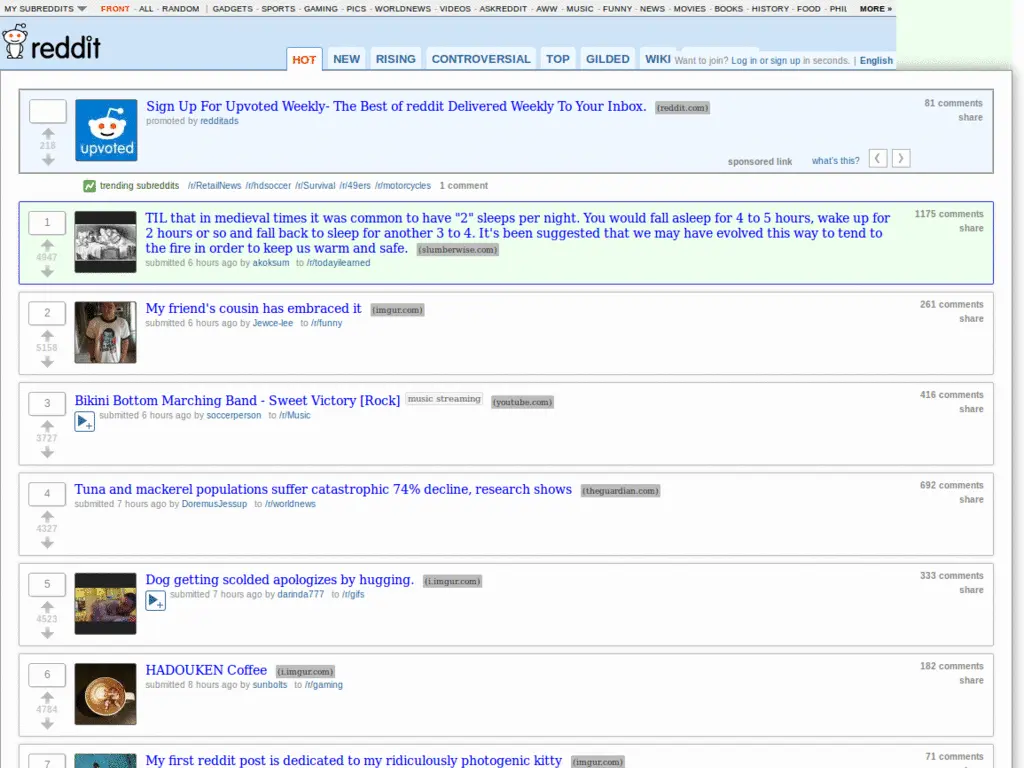 MY SUBREDDITS FRONT - ALL - RANDOM | GADGETS - SPORTS - GAMING - PICS - WORLDNEWS - VIDEOS - ASKREDDIT - AWW - MUSIC - FUNNY - NEWS - MOVIES - BOOKS - HISTORY - FOOD - PHIL MORE »
reddit
HOT NEW RISING CONTROVERSIAL TOP GILDED WIKI Want to join? Log in or sign up in seconds. | English
Sign Up For Upvoted Weekly- The Best of reddit Delivered Weekly To Your Inbox. (reddit.com)
81 comments
promoted by redditads
share
218
upvoted
sponsored link what's this?
trending subreddits /r/RetailNews /r/hdsoccer /r/Survival /r/49ers /r/motorcycles 1 comment
1
TIL that in medieval times it was common to have "2" sleeps per night. You would fall asleep for 4 to 5 hours, wake up for
2 hours or so and fall back to sleep for another 3 to 4. It's been suggested that we may have evolved this way to tend to
the fire in order to keep us warm and safe. (slumberwise.com)
1175 comments
share
4947
submitted 6 hours ago by akoksum to /r/todayilearned
2
My friend's cousin has embraced it (imgur.com)
261 comments
submitted 6 hours ago by Jewce-lee to /r/funny
share
5158
3
Bikini Bottom Marching Band - Sweet Victory [Rock] music streaming (youtube.com)
416 comments
submitted 6 hours ago by soccerperson to /r/Music
share
3727
4
Tuna and mackerel populations suffer catastrophic 74% decline, research shows (theguardian.com)
692 comments
submitted 7 hours ago by DoremusJessup to /r/worldnews
share
4327
5
Dog getting scolded apologizes by hugging. (i.imgur.com)
333 comments
submitted 7 hours ago by darinda777 to /r/gifs
share
4523
6
HADOUKEN Coffee (i.imgur.com)
182 comments
submitted 8 hours ago by sunbolts to /r/gaming
share
4784
7
My first reddit post is dedicated to my ridiculously photogenic kitty (imgur.com)
71 comments